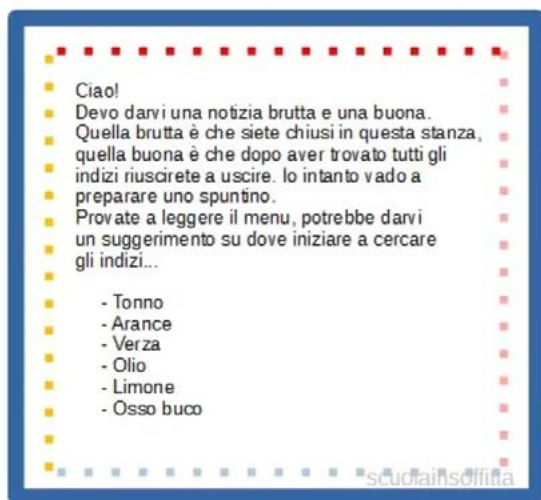 Ciao!
Devo darvi una notizia brutta e una buona.
Quella brutta è che siete chiusi in questa stanza,
quella buona è che dopo aver trovato tutti gli
indizi riuscirete a uscire. Io intanto vado a
preparare uno spuntino.
Provate a leggere il menu, potrebbe darvi
un suggerimento su dove iniziare a cercare
gli indizi...
- Tonno
- Arance
- Verza
- Olio
- Limone
- Osso buco
scuolainsoffitta